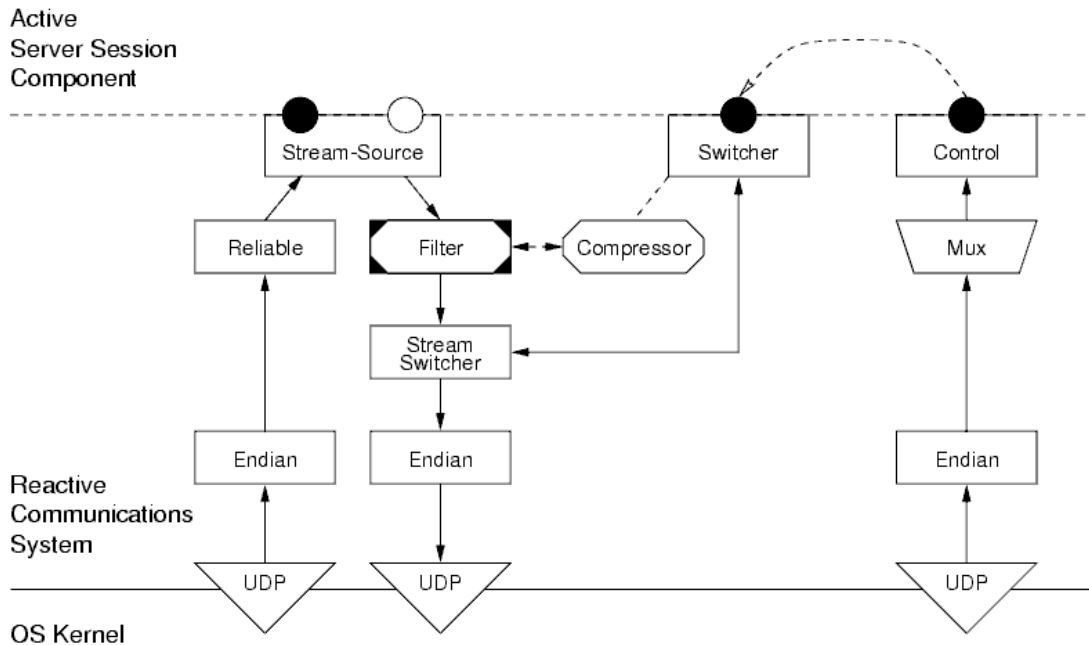 Active
Server Session
Component
Stream-Source
Switcher
Control
Reliable
Filter
Compressor
Mux
Stream
Switcher
Endian
Endian
Endian
Reactive
Communications
System
UDP
UDP
UDP
OS Kernel